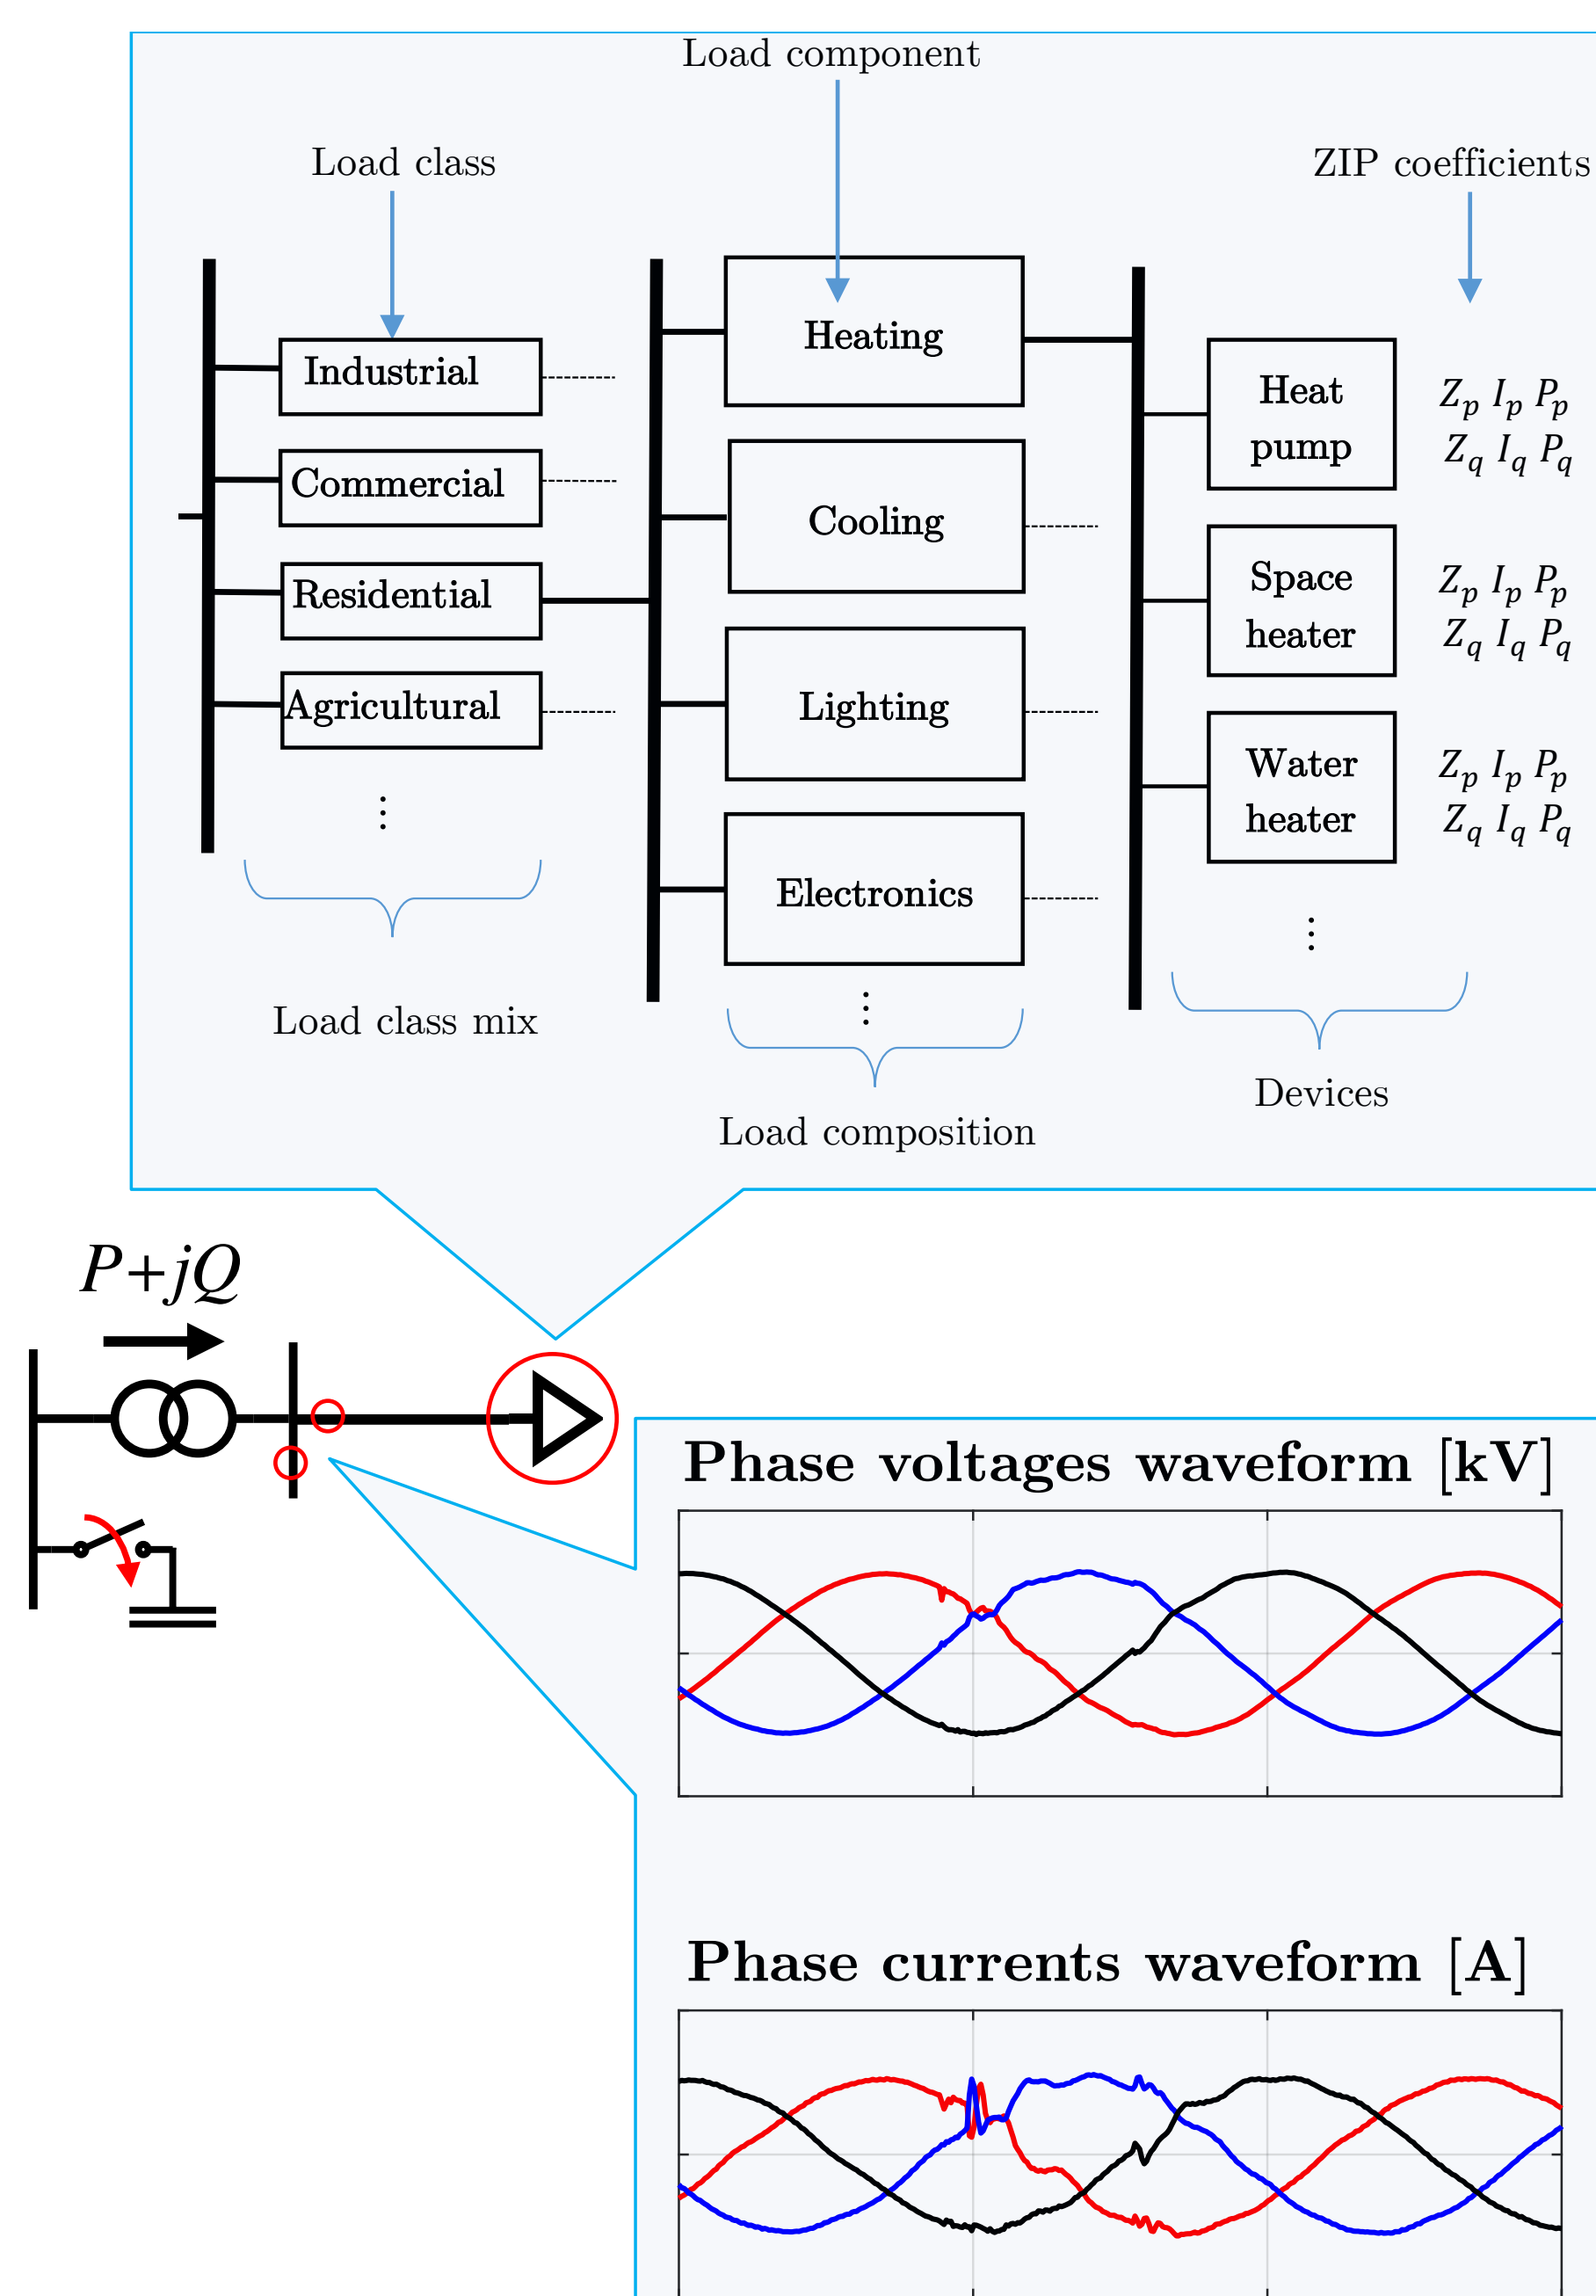 Load component
Load class
ZIP coefficients
Industrial
Commercial
Residential
Agricultural
⋮
Load class mix
Heating
Cooling
Lighting
Electronics
⋮
Load composition
Heat
pump
Z_p I_p P_p
Z_q I_q P_q
Space
heater
Z_p I_p P_p
Z_q I_q P_q
Water
heater
Z_p I_p P_p
Z_q I_q P_q
⋮
Devices
P+jQ
Phase voltages waveform [kV]
Phase currents waveform [A]